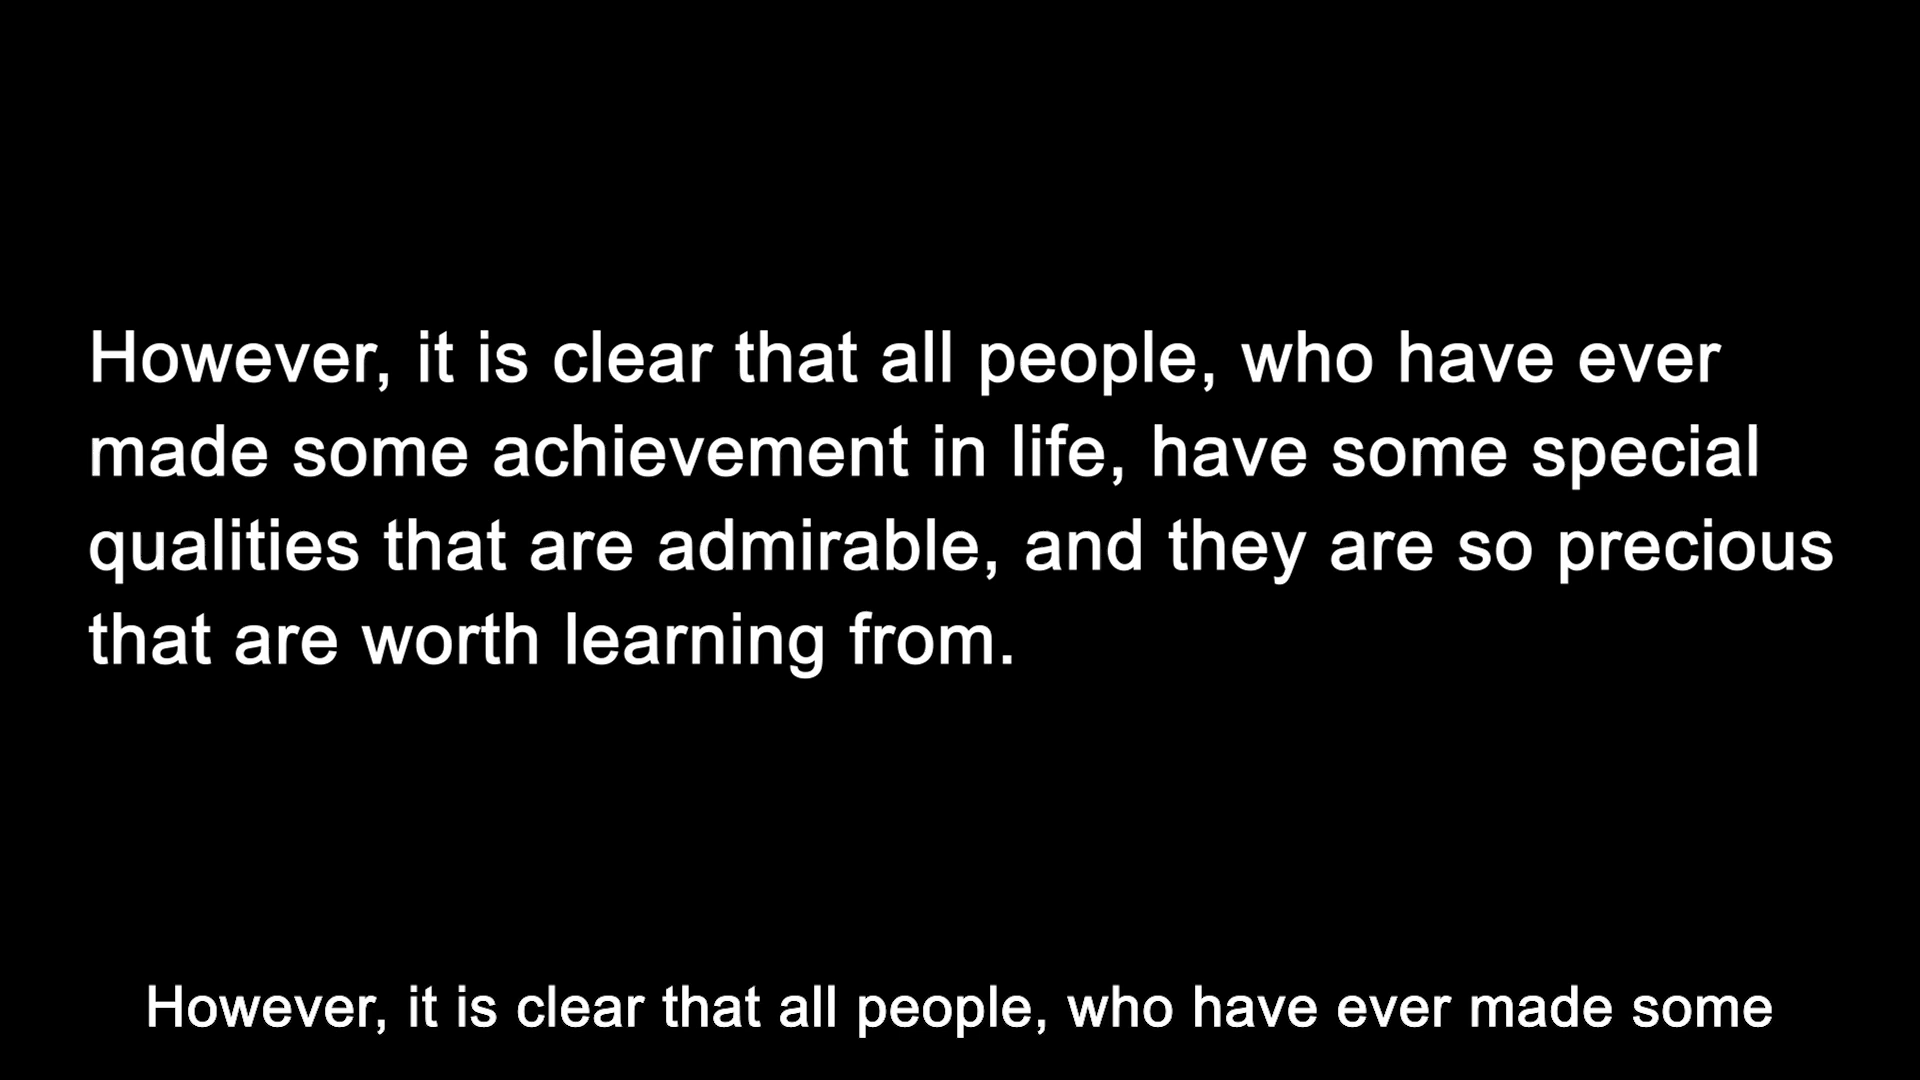 However, it is clear that all people, who have ever
made some achievement in life, have some special
qualities that are admirable, and they are so precious
that are worth learning from.
However, it is clear that all people, who have ever made some